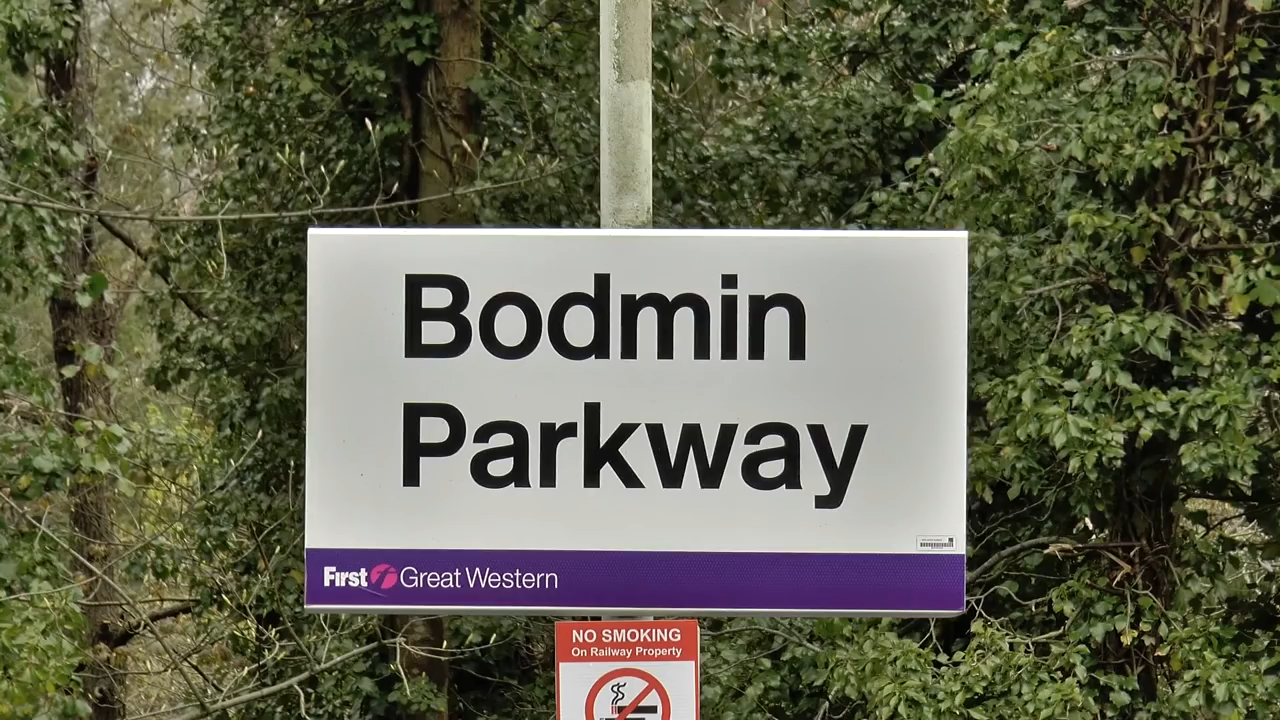 Bodmin
Parkway
First Great Western
NO SMOKING
On Railway Property